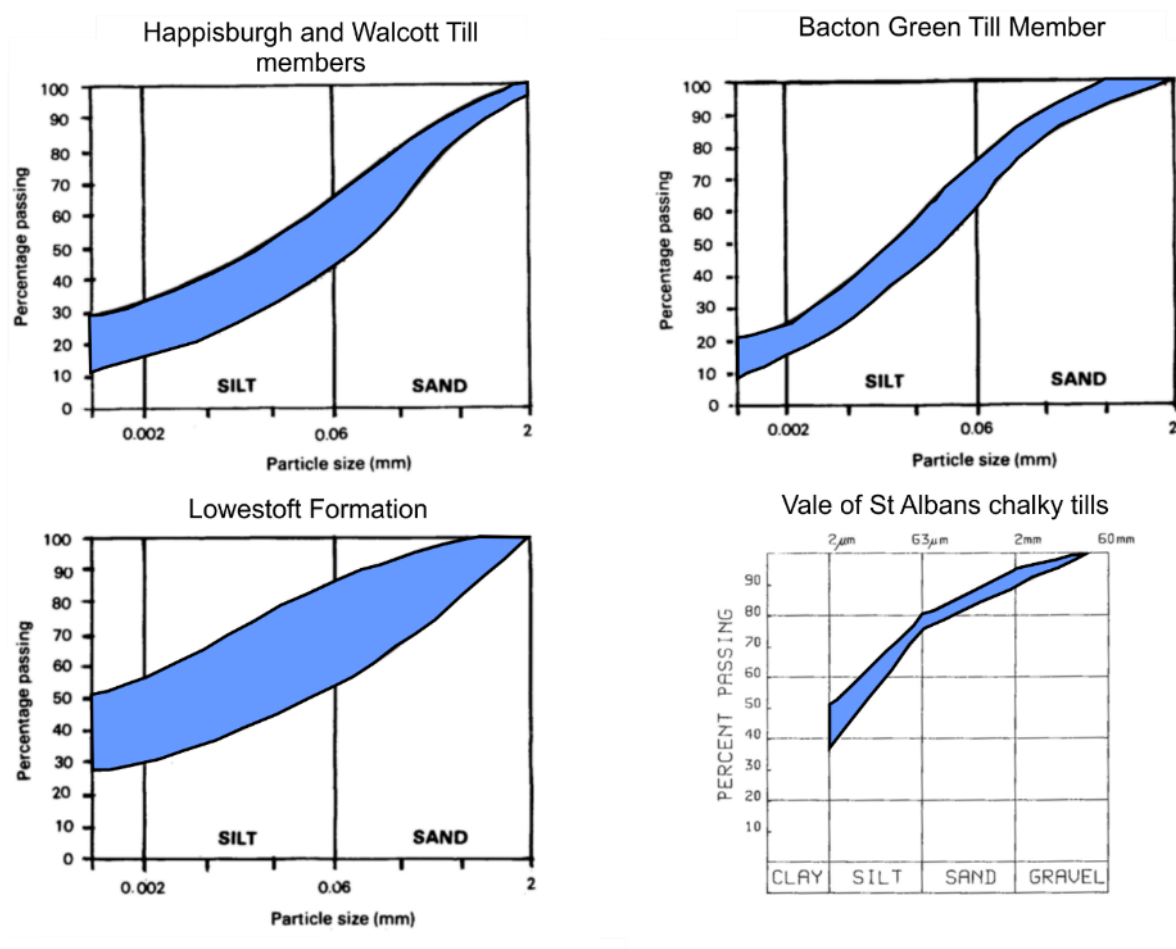 Happisburgh and Walcott Till
members
100
90
80
70
60
50
40
30
20
10
0
Percentage passing
SILT
SAND
0.002
0.06
2
Particle size (mm)
Bacton Green Till Member
100
90
80
70
60
50
40
30
20
10
0
Percentage passing
SILT
SAND
0.002
0.06
2
Particle size (mm)
Lowestoft Formation
100
90
80
70
60
50
40
30
20
10
0
Percentage passing
SILT
SAND
0.002
0.06
2
Particle size (mm)
Vale of St Albans chalky tills
2μm
63μm
2mm
60mm
90
80
70
60
50
40
30
20
10
PERCENT PASSING
CLAY
SILT
SAND
GRAVEL